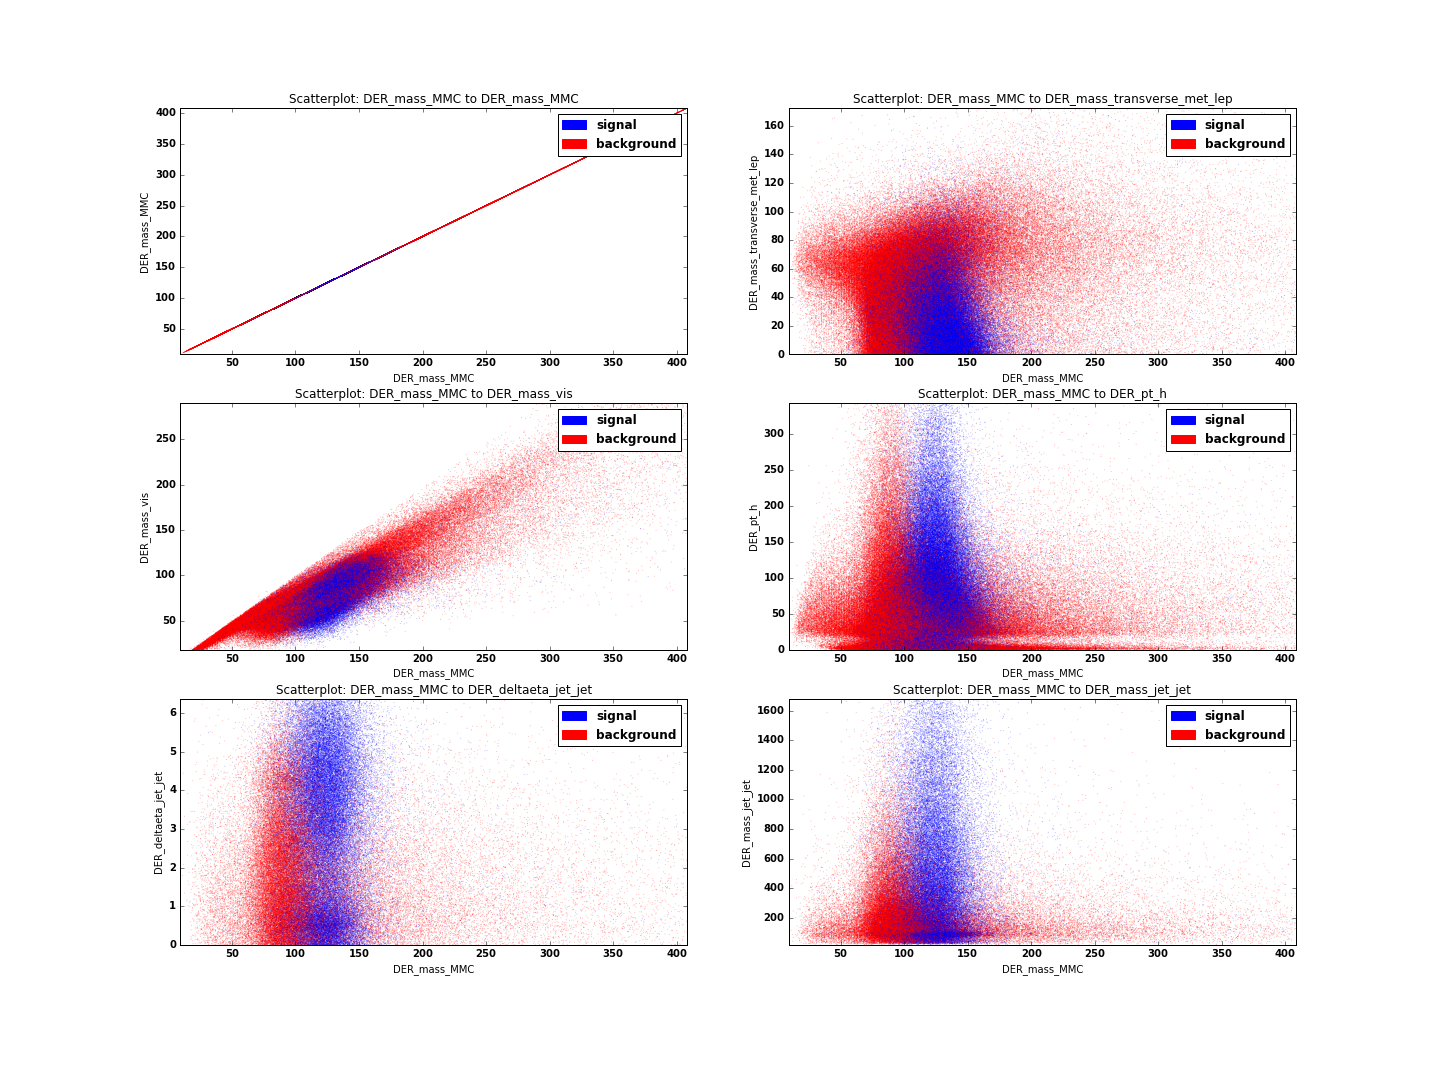 Scatterplot: DER_mass_MMC to DER_mass_MMC
400
350
300
250
200
150
100
50
DER_mass_MMC
signal
background
50 100 150 200 250 300 350 400
DER_mass_MMC
Scatterplot: DER_mass_MMC to DER_mass_transverse_met_lep
160
140
120
100
80
60
40
20
0
DER_mass_transverse_met_lep
signal
background
50 100 150 200 250 300 350 400
DER_mass_MMC
Scatterplot: DER_mass_MMC to DER_mass_vis
250
200
150
100
50
DER_mass_vis
signal
background
50 100 150 200 250 300 350 400
DER_mass_MMC
Scatterplot: DER_mass_MMC to DER_pt_h
300
250
200
150
100
50
0
DER_pt_h
signal
background
50 100 150 200 250 300 350 400
DER_mass_MMC
Scatterplot: DER_mass_MMC to DER_deltaeta_jet_jet
6
5
4
3
2
1
0
DER_deltaeta_jet_jet
signal
background
50 100 150 200 250 300 350 400
DER_mass_MMC
Scatterplot: DER_mass_MMC to DER_mass_jet_jet
1600
1400
1200
1000
800
600
400
200
DER_mass_jet_jet
signal
background
50 100 150 200 250 300 350 400
DER_mass_MMC